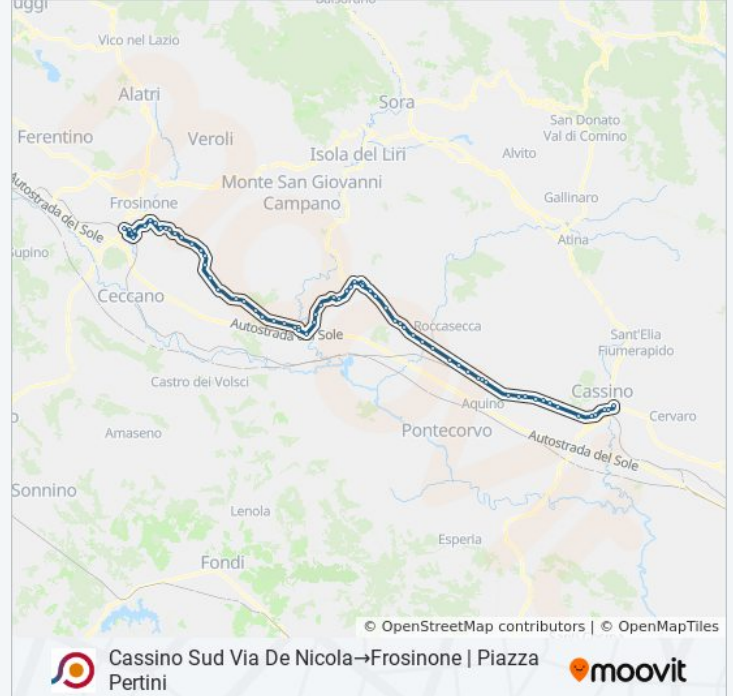 uggi
Vico nel Lazio
Alatri
Sora
San Donato
Val di Comino
Ferentino
Veroli
Isola del Liri
Alvito
Monte San Giovanni
Campano
Gallinaro
Frosinone
Autostrada del Sole
Atina
Supino
Ceccano
Autostrada del Sole
Roccasecca
Sant'Elia
Fiumerapido
Castro dei Volsci
Cassino
Aquino
Cervaro
Amaseno
Pontecorvo
Autostrada del Sole
Sonnino
Lenola
Esperia
Fondi
© OpenStreetMap contributors | © OpenMapTiles
Cassino Sud Via De Nicola→Frosinone | Piazza
Pertini
moovit